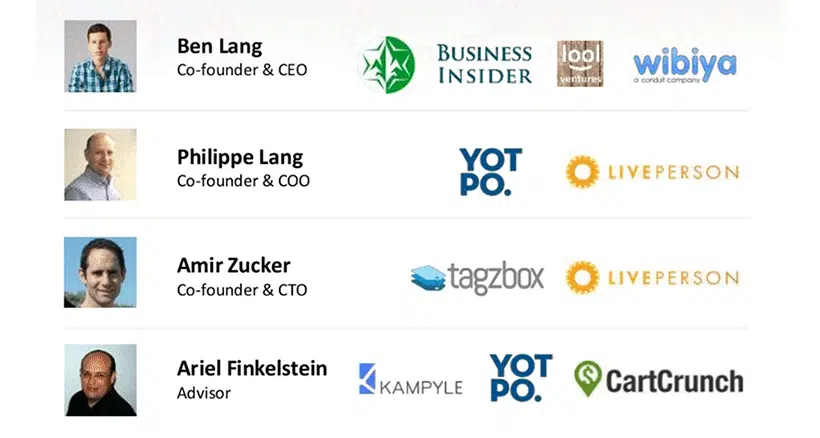 Ben Lang
Co-founder & CEO
BUSINESS
INSIDER
lool
ventures
wibiya
a conduit company
Philippe Lang
Co-founder & COO
YOT
PO.
LIVEPERSON
Amir Zucker
Co-founder & CTO
tagzbox
LIVEPERSON
Ariel Finkelstein
Advisor
KAMPYLE
YOT
PO.
CartCrunch